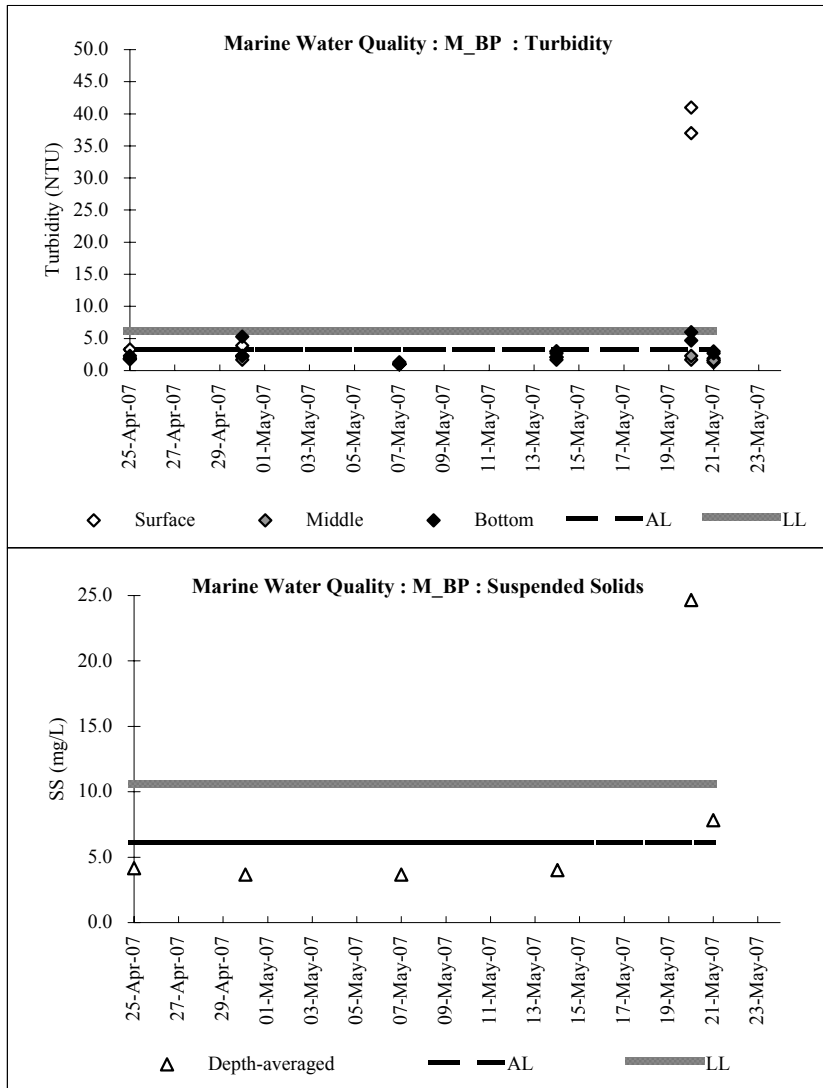 Marine Water Quality : M_BP : Turbidity
50.0
45.0
40.0
35.0
30.0
25.0
20.0
15.0
10.0
5.0
0.0
Turbidity (NTU)
25-Apr-07
27-Apr-07
29-Apr-07
01-May-07
03-May-07
05-May-07
07-May-07
09-May-07
11-May-07
13-May-07
15-May-07
17-May-07
19-May-07
21-May-07
23-May-07
Surface Middle Bottom AL LL
Marine Water Quality : M_BP : Suspended Solids
25.0
20.0
15.0
10.0
5.0
0.0
SS (mg/L)
25-Apr-07
27-Apr-07
29-Apr-07
01-May-07
03-May-07
05-May-07
07-May-07
09-May-07
11-May-07
13-May-07
15-May-07
17-May-07
19-May-07
21-May-07
23-May-07
Depth-averaged AL LL